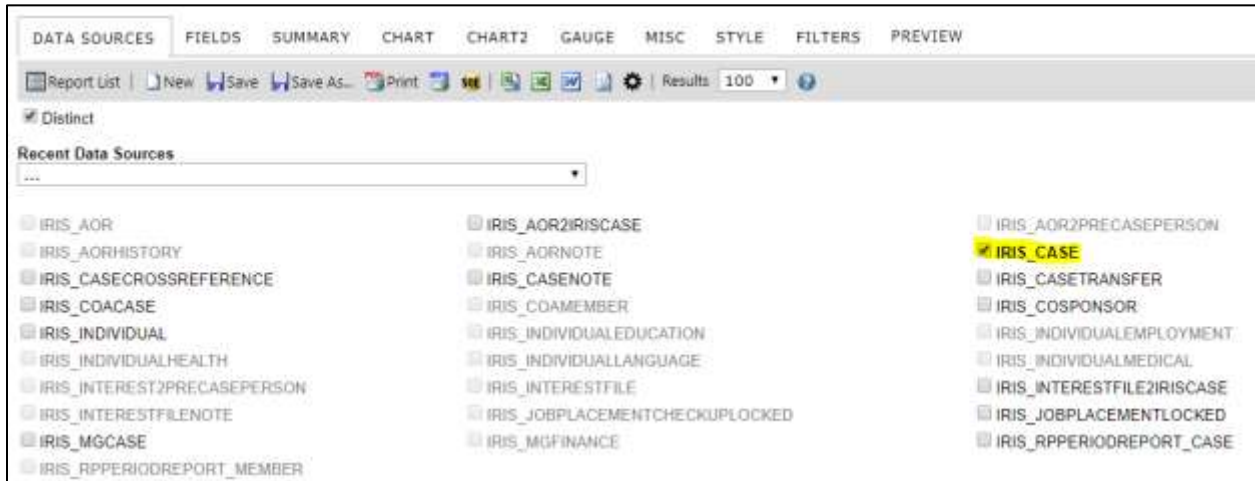 DATA SOURCES FIELDS SUMMARY CHART CHART2 GAUGE MISC STYLE FILTERS PREVIEW
Report List | New Save Save As... Print SQL | | Results 100
Distinct
Recent Data Sources
...
IRIS_AOR IRIS_AOR2IRISCASE IRIS_AOR2PRECASEPERSON
IRIS_AORHISTORY IRIS_AORNOTE IRIS_CASE
IRIS_CASECROSSREFERENCE IRIS_CASENOTE IRIS_CASETRANSFER
IRIS_COACASE IRIS_COAMEMBER IRIS_COSPONSOR
IRIS_INDIVIDUAL IRIS_INDIVIDUALEDUCATION IRIS_INDIVIDUALEMPLOYMENT
IRIS_INDIVIDUALHEALTH IRIS_INDIVIDUALLANGUAGE IRIS_INDIVIDUALMEDICAL
IRIS_INTEREST2PRECASEPERSON IRIS_INTERESTFILE IRIS_INTERESTFILE2IRISCASE
IRIS_INTERESTFILENOTE IRIS_JOBPLACEMENTCHECKUPLOCKED IRIS_JOBPLACEMENTLOCKED
IRIS_MGCASE IRIS_MGFINANCE IRIS_RPPERIODREPORT_CASE
IRIS_RPPERIODREPORT_MEMBER